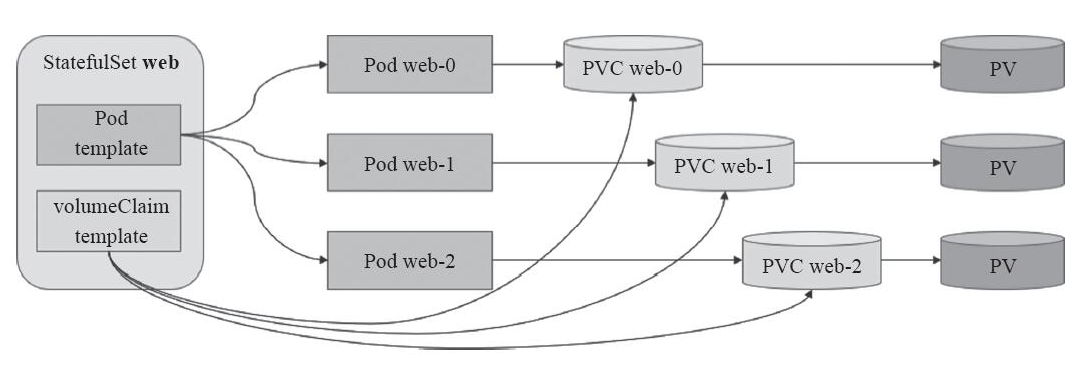 StatefulSet web
Pod
template
volumeClaim
template
Pod web-0
PVC web-0
PV
Pod web-1
PVC web-1
PV
Pod web-2
PVC web-2
PV